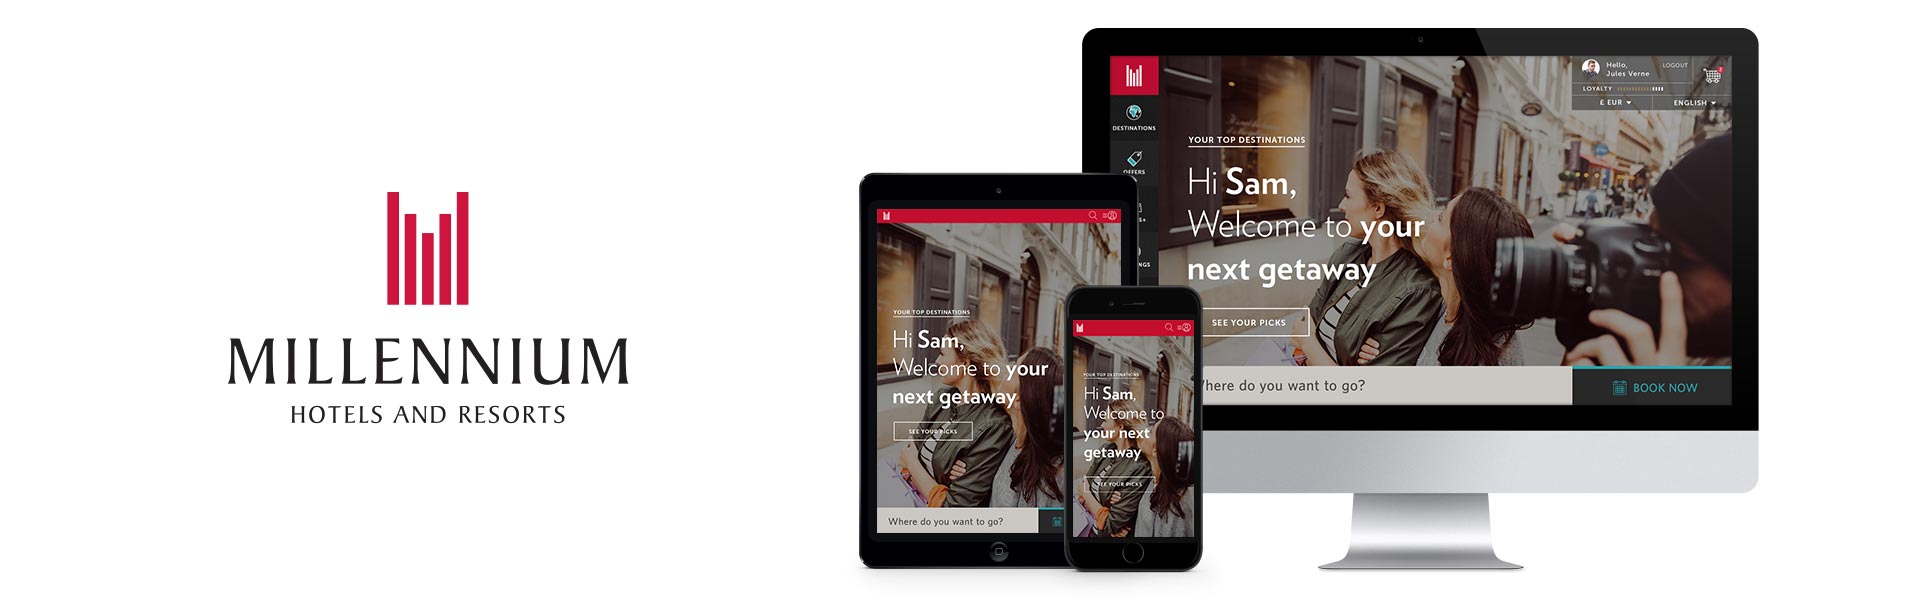 MILLENNIUM
HOTELS AND RESORTS
YOUR TOP DESTINATIONS
Hi Sam,
Welcome to your
next getaway
SEE YOUR PICKS
Where do you want to go?
YOUR TOP DESTINATIONS
Hi Sam,
Welcome to
your next
getaway
SEE YOUR PICKS
DESTINATIONS
OFFERS
Hello,
Jules Verne
LOGOUT
2
LOYALTY
£ EUR
ENGLISH
YOUR TOP DESTINATIONS
Hi Sam,
Welcome to your
next getaway
SEE YOUR PICKS
here do you want to go?
BOOK NOW